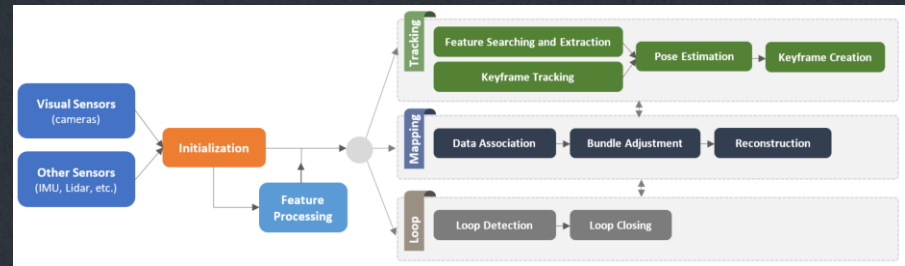 Visual Sensors
(cameras)
Other Sensors
(IMU, Lidar, etc.)
Initialization
Feature
Processing
Tracking
Feature Searching and Extraction
Keyframe Tracking
Pose Estimation
Keyframe Creation
Mapping
Data Association
Bundle Adjustment
Reconstruction
Loop
Loop Detection
Loop Closing